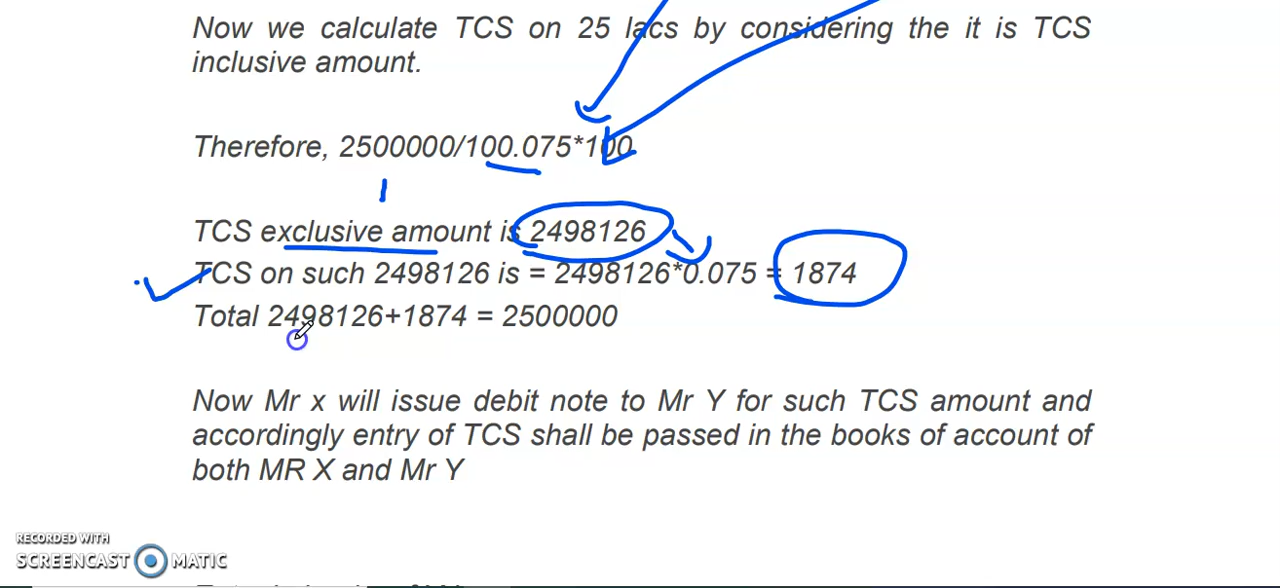 Now we calculate TCS on 25 lacs by considering the it is TCS
inclusive amount.
Therefore, 2500000/100.075*100
TCS exclusive amount is 2498126
TCS on such 2498126 is = 2498126*0.075 = 1874
Total 2498126+1874 = 2500000
Now Mr x will issue debit note to Mr Y for such TCS amount and
accordingly entry of TCS shall be passed in the books of account of
both MR X and Mr Y
RECORDED WITH
SCREENCAST MATIC